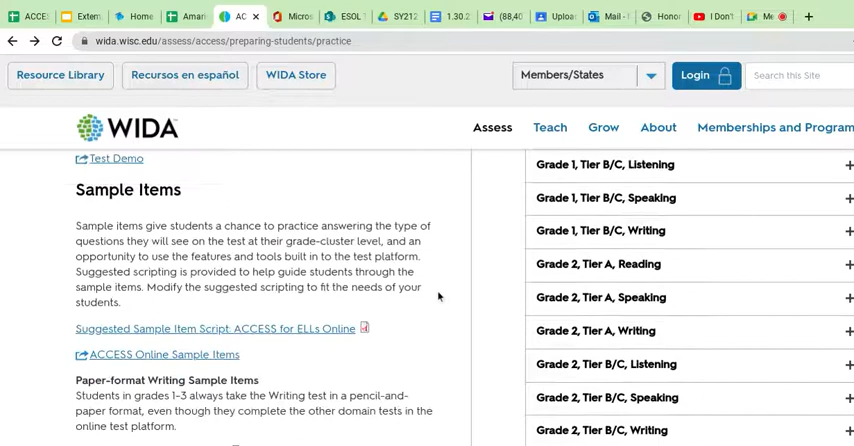 ACCES
Exten
Home
Amari
AC
Micros
ESOL T
SY212
1.30.2
(88,40
Uploa
Mail -
Honor
I Don't
Me
wida.wisc.edu/assess/access/preparing-students/practice
Resource Library
Recursos en español
WIDA Store
Members/States
Login
Search this Site
WIDA
Assess
Teach
Grow
About
Memberships and Program
Test Demo
Sample Items
Sample items give students a chance to practice answering the type of
questions they will see on the test at their grade-cluster level, and an
opportunity to use the features and tools built in to the test platform.
Suggested scripting is provided to help guide students through the
sample items. Modify the suggested scripting to fit the needs of your
students.
Suggested Sample Item Script: ACCESS for ELLs Online
ACCESS Online Sample Items
Paper-format Writing Sample Items
Students in grades 1–3 always take the Writing test in a pencil-and-
paper format, even though they complete the other domain tests in the
online test platform.
Grade 1, Tier B/C, Listening
Grade 1, Tier B/C, Speaking
Grade 1, Tier B/C, Writing
Grade 2, Tier A, Reading
Grade 2, Tier A, Speaking
Grade 2, Tier A, Writing
Grade 2, Tier B/C, Listening
Grade 2, Tier B/C, Speaking
Grade 2, Tier B/C, Writing